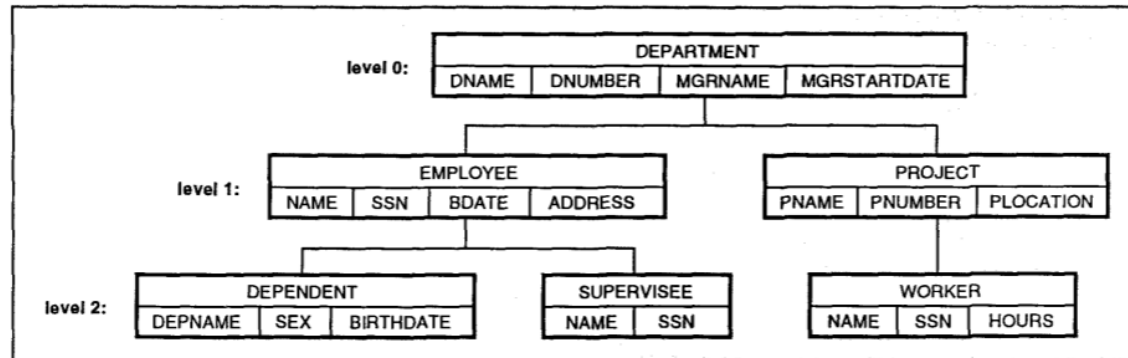 DEPARTMENT
level 0:
DNAME DNUMBER MGRNAME MGRSTARTDATE
EMPLOYEE PROJECT
level 1:
NAME SSN BDATE ADDRESS PNAME PNUMBER PLOCATION
DEPENDENT SUPERVISEE WORKER
level 2:
DEPNAME SEX BIRTHDATE NAME SSN NAME SSN HOURS